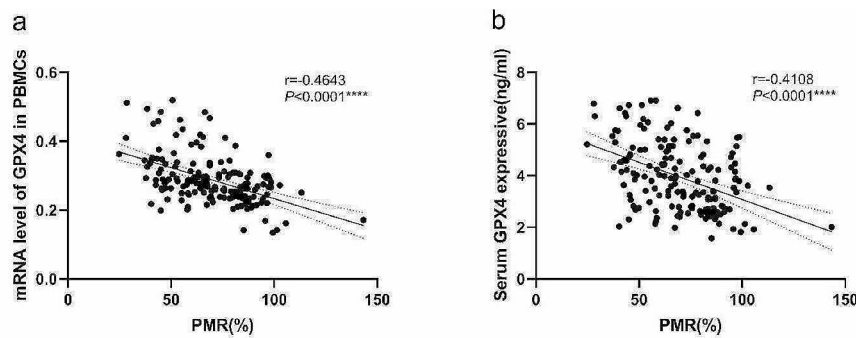 a
mRNA level of GPX4 in PBMCs
0.6
0.4
0.2
0.0
r=-0.4643
P<0.0001****
0
50
100
150
PMR(%)
b
Serum GPX4 expressive(ng/ml)
8
6
4
2
0
r=-0.4108
P<0.0001****
0
50
100
150
PMR(%)